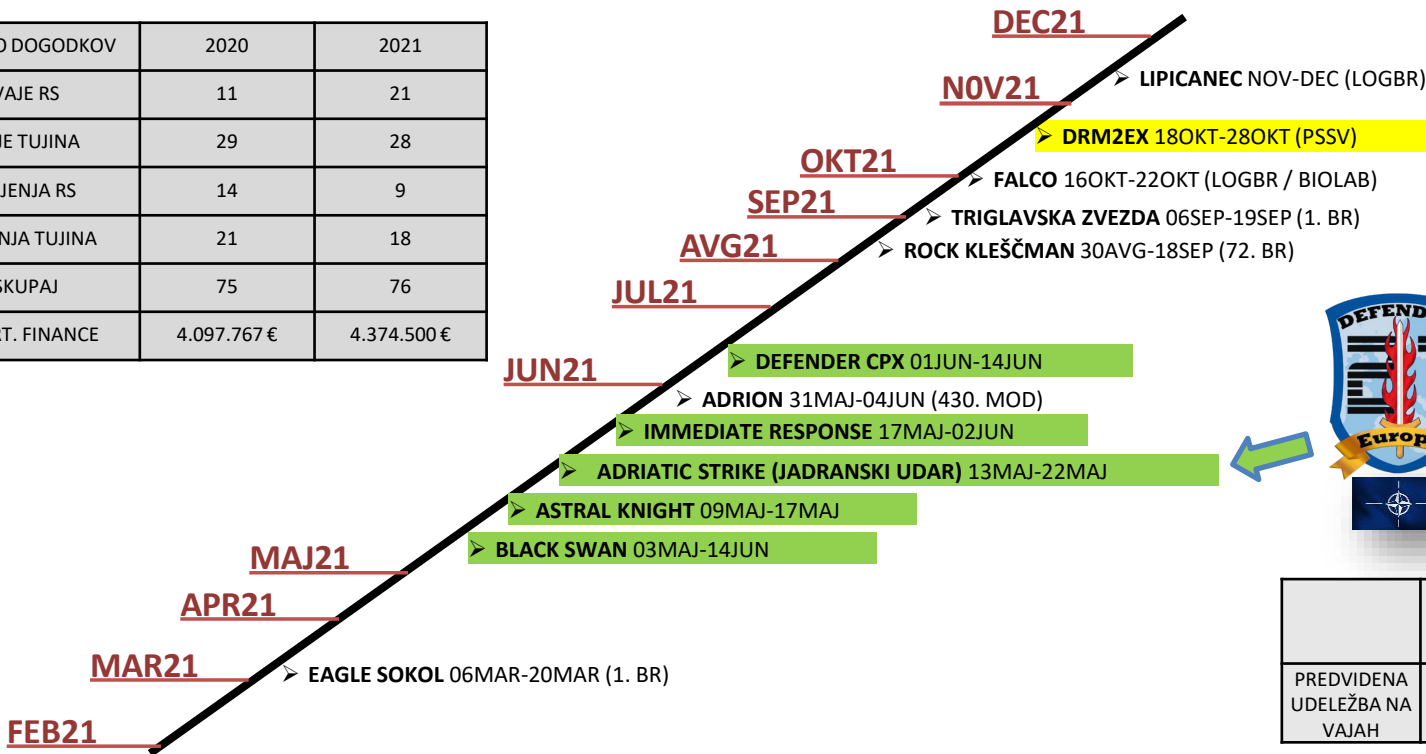 DOGODKOV 2020 2021
VAJE RS 11 21
TUJINA 29 28
RS 14 9
TUJINA 21 18
SKUPAJ 75 76
FINANCE 4.097.767 € 4.374.500 €
DEC21
➢ LIPICANEC NOV-DEC (LOGBR)
N0V21
➢ DRM2EX 18OKT-28OKT (PSSV)
OKT21
➢ FALCO 16OKT-22OKT (LOGBR / BIOLAB)
SEP21
➢ TRIGLAVSKA ZVEZDA 06SEP-19SEP (1. BR)
AVG21
➢ ROCK KLEŠČMAN 30AVG-18SEP (72. BR)
JUL21
➢ DEFENDER CPX 01JUN-14JUN
JUN21
➢ ADRION 31MAJ-04JUN (430. MOD)
➢ IMMEDIATE RESPONSE 17MAJ-02JUN
➢ ADRIATIC STRIKE (JADRANSKI UDAR) 13MAJ-22MAJ
➢ ASTRAL KNIGHT 09MAJ-17MAJ
➢ BLACK SWAN 03MAJ-14JUN
MAJ21
APR21
MAR21
➢ EAGLE SOKOL 06MAR-20MAR (1. BR)
FEB21
DEFEND
Europ
PREDVIDENA
UDELEŽBA NA
VAJAH